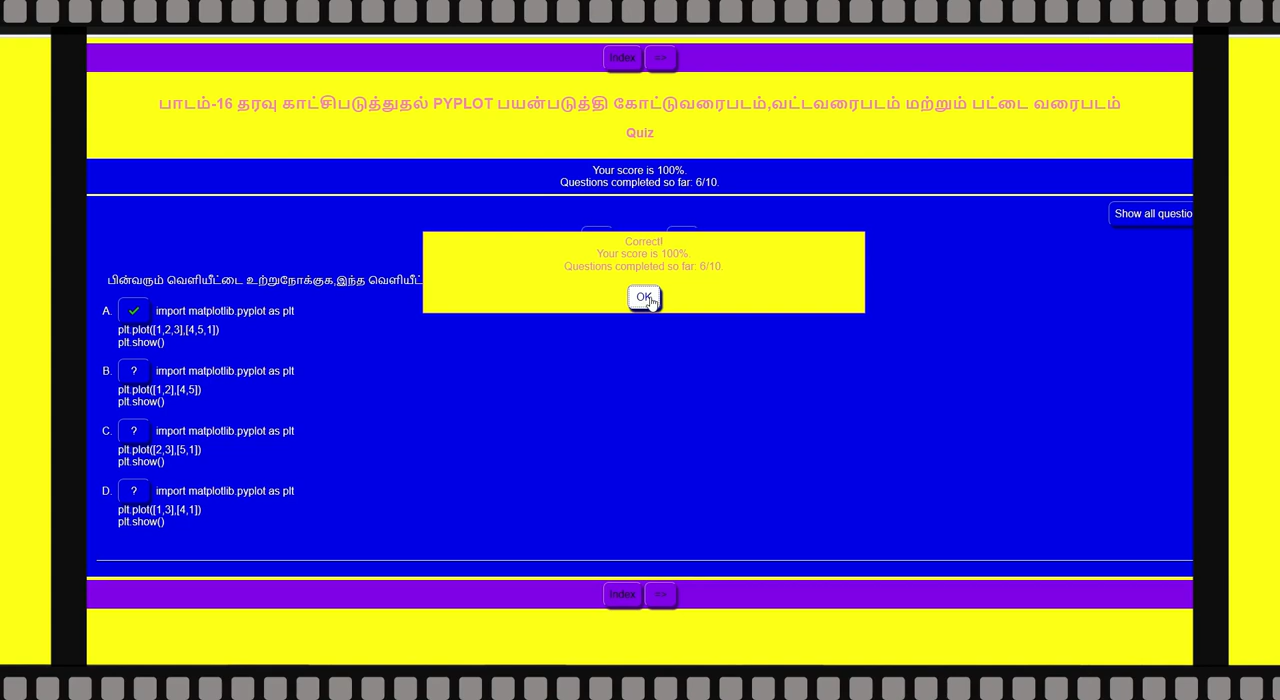 Index =>
பாடம்-16 தரவு காட்சிபடுத்துதல் PYPLOT பயன்படுத்தி கோட்டுவரைபடம்,வட்டவரைபடம் மற்றும் பட்டை வரைபடம்
Quiz
Your score is 100%.
Questions completed so far: 6/10.
Show all questio
Correct!
Your score is 100%.
Questions completed so far: 6/10.
OK
பின்வரும் வெளியீட்டை உற்றுநோக்குக,இந்த வெளியீட்
A. ✓ import matplotlib.pyplot as plt
plt.plot([1,2,3],[4,5,1])
plt.show()
B. ? import matplotlib.pyplot as plt
plt.plot([1,2],[4,5])
plt.show()
C. ? import matplotlib.pyplot as plt
plt.plot([2,3],[5,1])
plt.show()
D. ? import matplotlib.pyplot as plt
plt.plot([1,3],[4,1])
plt.show()
Index =>